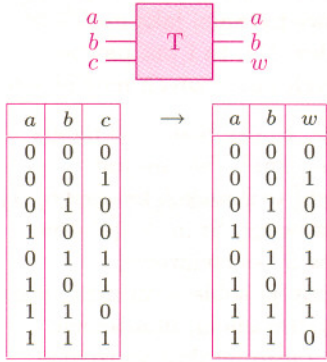 a a
b T b
c w
a b c → a b w
0 0 0 0 0 0
0 0 1 0 0 1
0 1 0 0 1 0
1 0 0 1 0 0
0 1 1 0 1 1
1 0 1 1 0 1
1 1 0 1 1 1
1 1 1 1 1 0